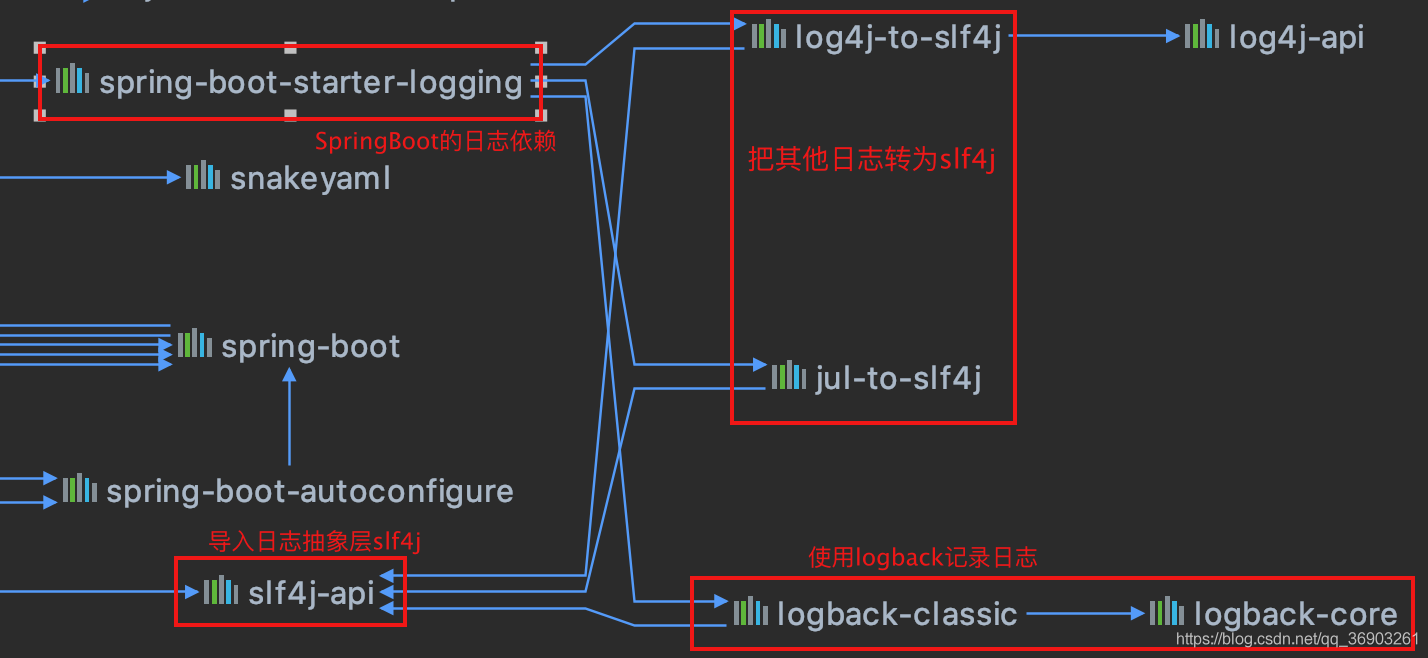 log4j-to-slf4j
log4j-api
spring-boot-starter-logging
SpringBoot的日志依赖
把其他日志转为slf4j
snakeyaml
spring-boot
jul-to-slf4j
spring-boot-autoconfigure
导入日志抽象层slf4j
使用logback记录日志
slf4j-api
logback-classic
logback-core
https://blog.csdn.net/qq_36903261